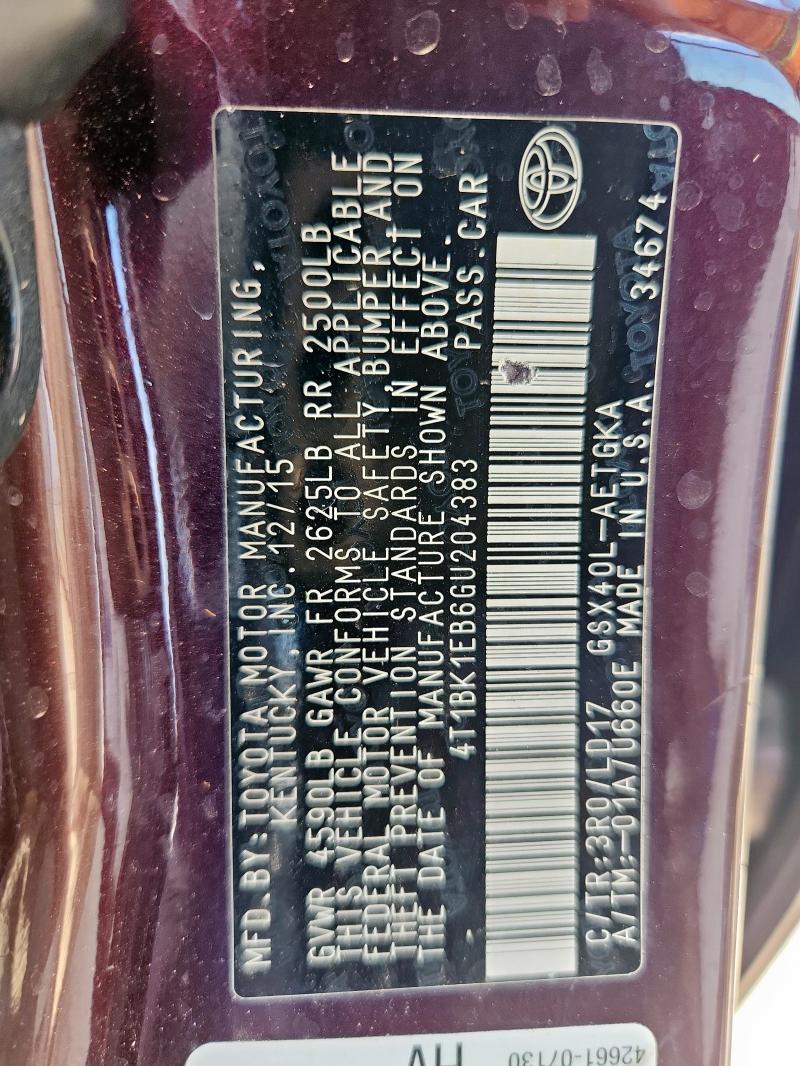 MFD.BY:TOYOTA MOTOR MANUFACTURING,
KENTUCKY,INC.12/15
GVWR 4590LB GAWR FR 2625LB RR 2500LB
THIS VEHICLE CONFORMS TO ALL APPLICABLE
FEDERAL MOTOR VEHICLE SAFETY,BUMPER,AND
THEFT PREVENTION STANDARDS IN EFFECT ON
THE DATE OF MANUFACTURE SHOWN ABOVE.
4T1BK1EB6GU204383 PASS.CAR
C/TR:3R0/LD17 GSX40L-AETGKA
A/TM:-01A/U660E MADE IN U.S.A. 34674
42661-07130